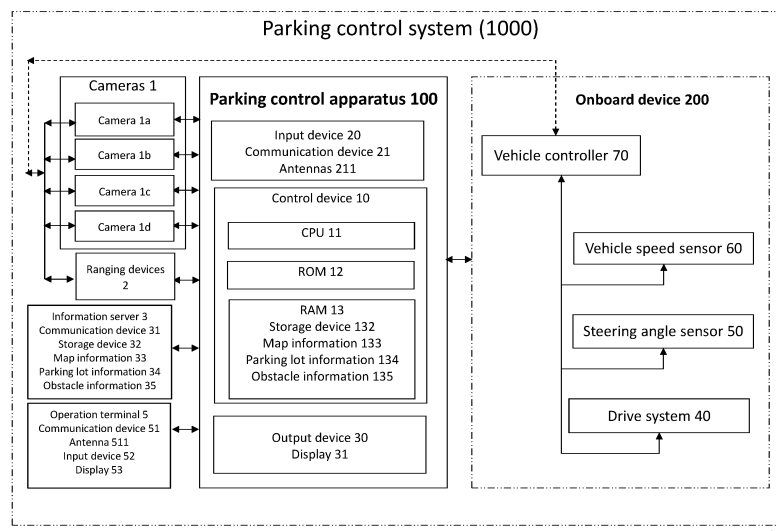 Parking control system (1000)
Cameras 1
Camera 1a
Camera 1b
Camera 1c
Camera 1d
Ranging devices
2
Information server 3
Communication device 31
Storage device 32
Map information 33
Parking lot information 34
Obstacle information 35
Operation terminal 5
Communication device 51
Antenna 511
Input device 52
Display 53
Parking control apparatus 100
Input device 20
Communication device 21
Antennas 211
Control device 10
CPU 11
ROM 12
RAM 13
Storage device 132
Map information 133
Parking lot information 134
Obstacle information 135
Output device 30
Display 31
Onboard device 200
Vehicle controller 70
Vehicle speed sensor 60
Steering angle sensor 50
Drive system 40